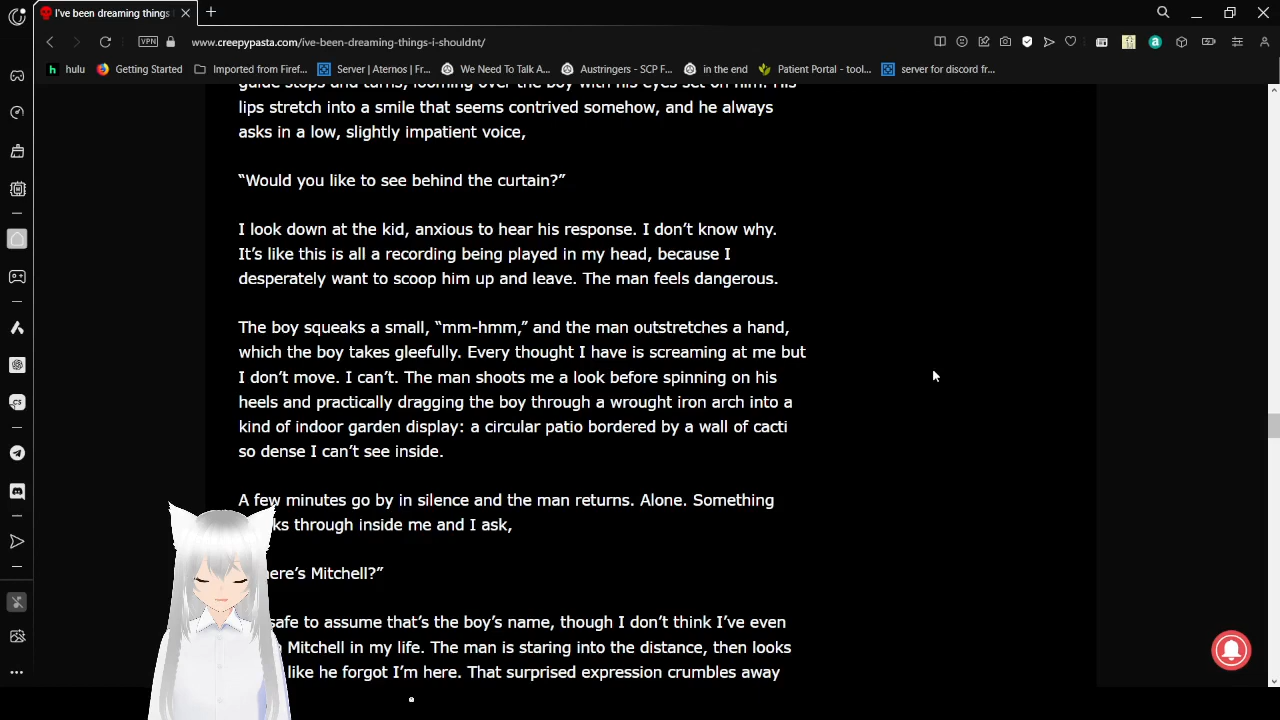 I've been dreaming things I
VPN
www.creepypasta.com/ive-been-dreaming-things-i-shouldnt/
hulu
Getting Started
Imported from Firef...
Server | Aternos | Fr...
We Need To Talk A...
Austringers - SCP F...
in the end
Patient Portal - tool...
server for discord fr...
guide stops and turns, looming over the boy with his eyes set on him. His
lips stretch into a smile that seems contrived somehow, and he always
asks in a low, slightly impatient voice,
“Would you like to see behind the curtain?”
I look down at the kid, anxious to hear his response. I don’t know why.
It’s like this is all a recording being played in my head, because I
desperately want to scoop him up and leave. The man feels dangerous.
The boy squeaks a small, “mm-hmm,” and the man outstretches a hand,
which the boy takes gleefully. Every thought I have is screaming at me but
I don’t move. I can’t. The man shoots me a look before spinning on his
heels and practically dragging the boy through a wrought iron arch into a
kind of indoor garden display: a circular patio bordered by a wall of cacti
so dense I can’t see inside.
A few minutes go by in silence and the man returns. Alone. Something
ks through inside me and I ask,
here’s Mitchell?”
safe to assume that’s the boy’s name, though I don’t think I’ve even
Mitchell in my life. The man is staring into the distance, then looks
like he forgot I’m here. That surprised expression crumbles away